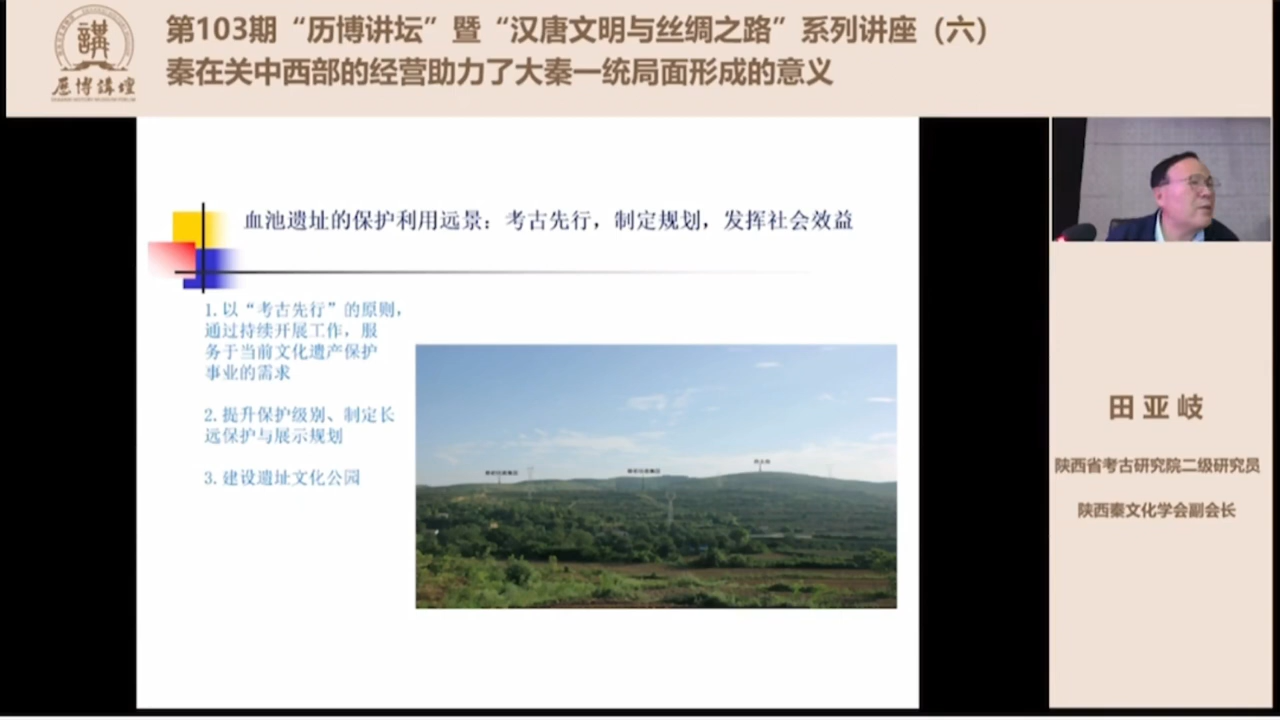 第103期“历博讲坛”暨“汉唐文明与丝绸之路”系列讲座（六）
秦在关中西部的经营助力了大秦一统局面形成的意义
講
历博講壇
血池遗址的保护利用远景：考古先行，制定规划，发挥社会效益
1.以“考古先行”的原则，
通过持续开展工作，服
务于当前文化遗产保护
事业的需求
2.提升保护级别、制定长
远保护与展示规划
3.建设遗址文化公园
田亚岐
陕西省考古研究院二级研究员
陕西秦文化学会副会长